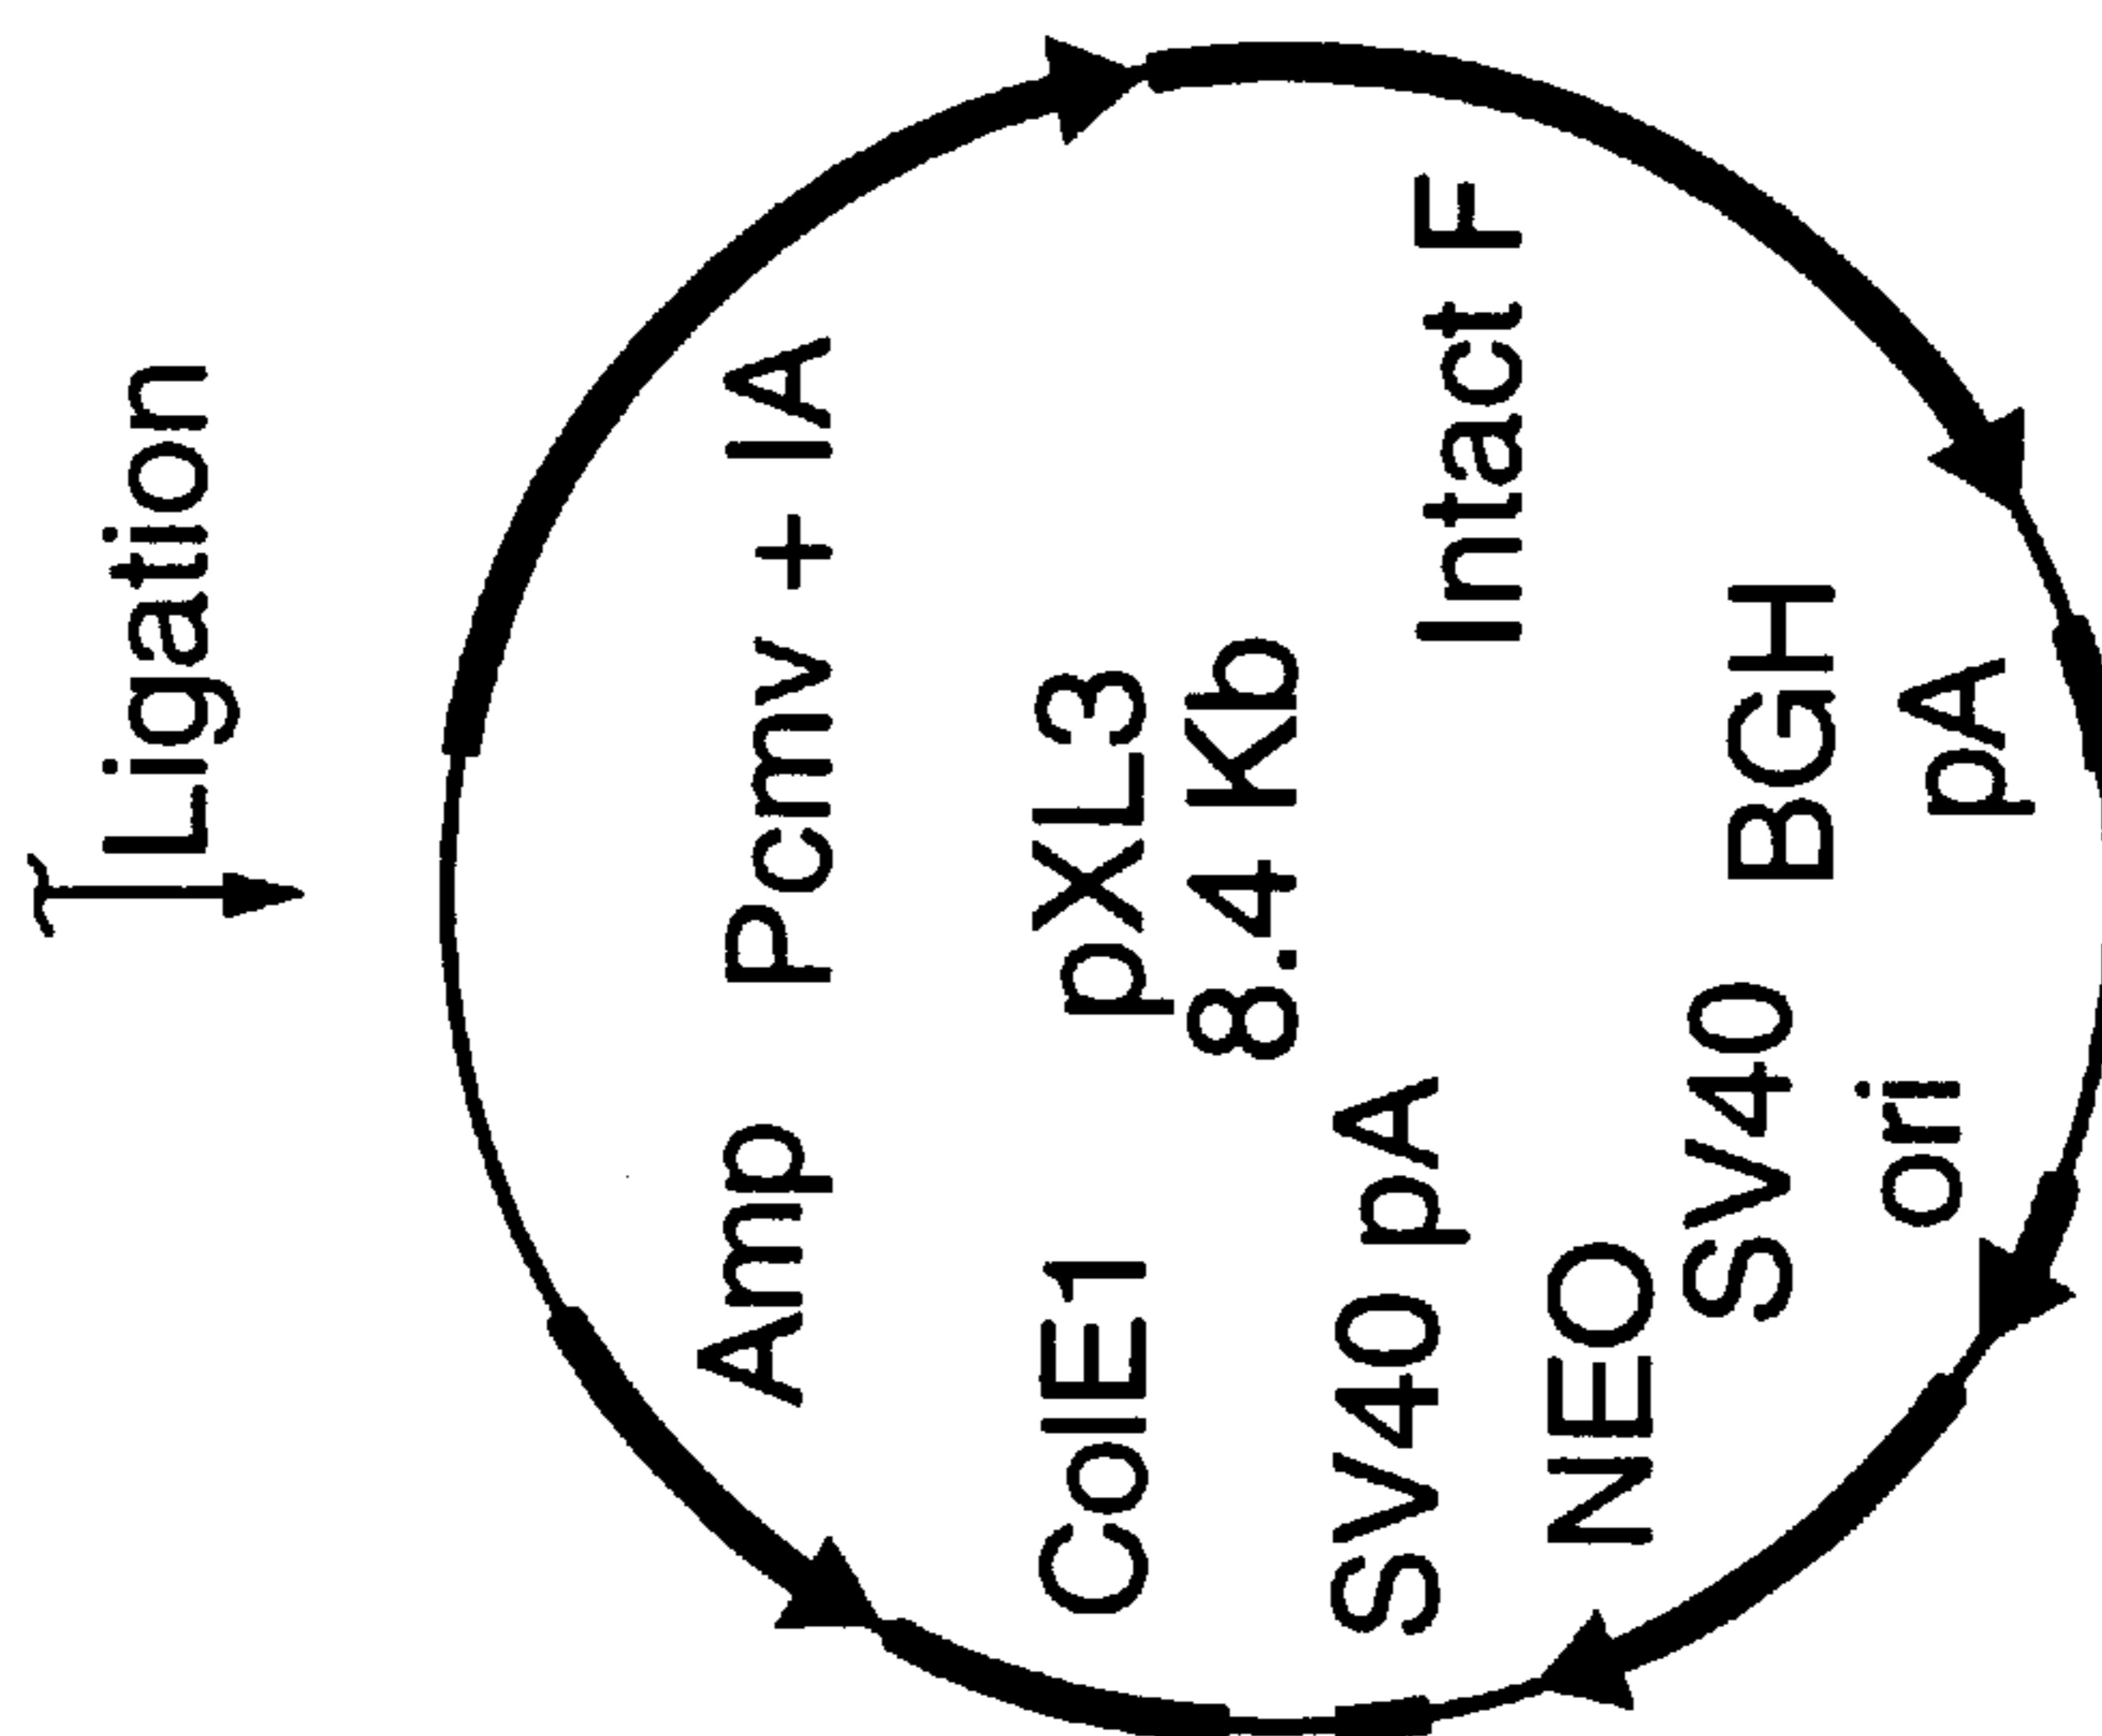 Ligation
Amp
Pcmv + IA
ColE1
pXL3
8.4 Kb
SV40 pA
Intact F
NEO
SV40
ori
BGH
pA